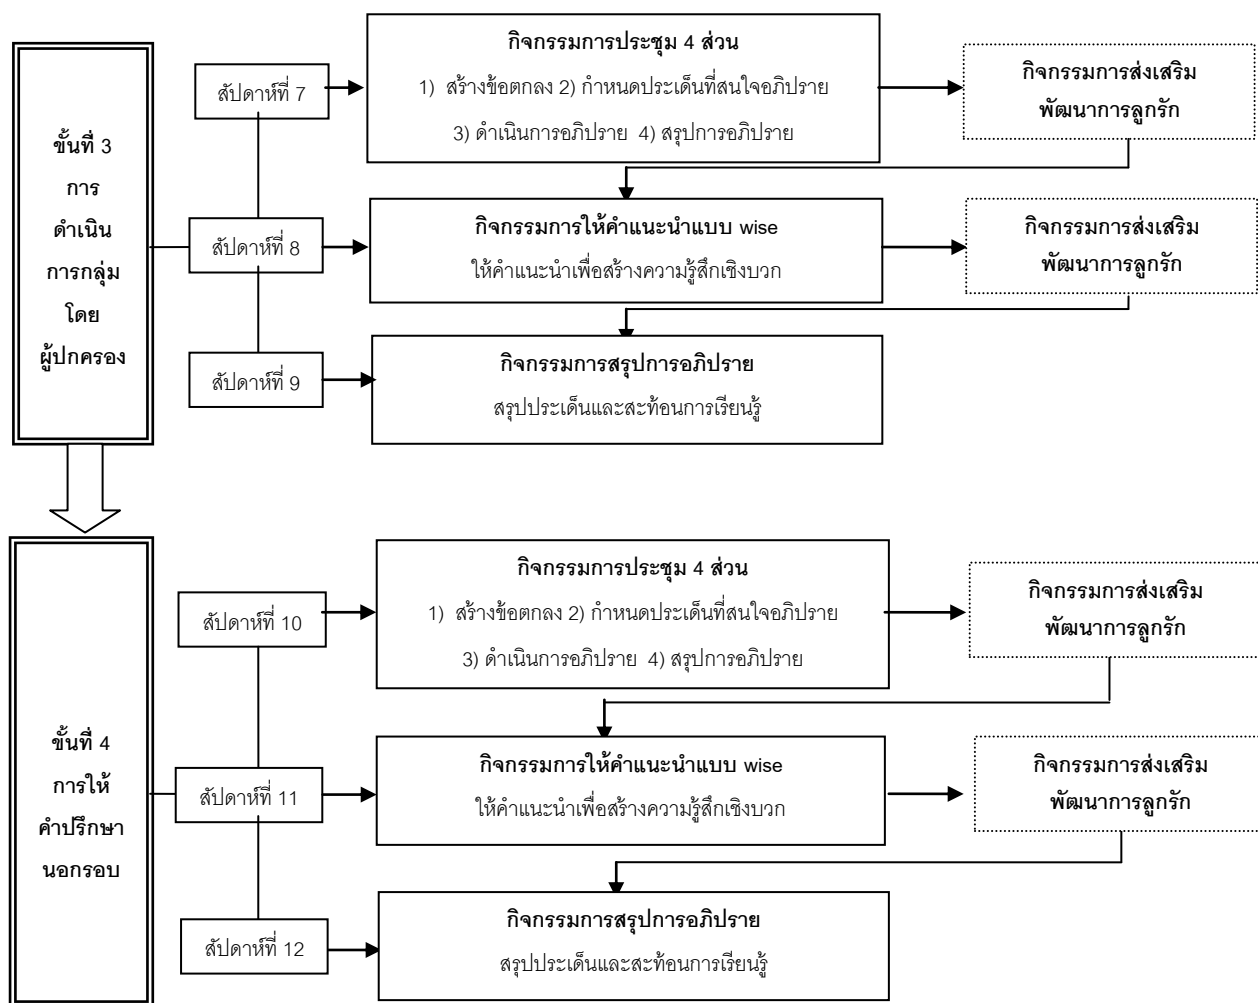 ขั้นที่ 3
การ
ดำเนิน
การกลุ่ม
โดย
ผู้ปกครอง
สัปดาห์ที่ 7
กิจกรรมการประชุม 4 ส่วน
1) สร้างข้อตกลง 2) กำหนดประเด็นที่สนใจอภิปราย
3) ดำเนินการอภิปราย 4) สรุปการอภิปราย
กิจกรรมการส่งเสริม
พัฒนาการลูกรัก
สัปดาห์ที่ 8
กิจกรรมการให้คำแนะนำแบบ wise
ให้คำแนะนำเพื่อสร้างความรู้สึกเชิงบวก
กิจกรรมการส่งเสริม
พัฒนาการลูกรัก
สัปดาห์ที่ 9
กิจกรรมการสรุปการอภิปราย
สรุปประเด็นและสะท้อนการเรียนรู้
ขั้นที่ 4
การให้
คำปรึกษา
นอกรอบ
สัปดาห์ที่ 10
กิจกรรมการประชุม 4 ส่วน
1) สร้างข้อตกลง 2) กำหนดประเด็นที่สนใจอภิปราย
3) ดำเนินการอภิปราย 4) สรุปการอภิปราย
กิจกรรมการส่งเสริม
พัฒนาการลูกรัก
สัปดาห์ที่ 11
กิจกรรมการให้คำแนะนำแบบ wise
ให้คำแนะนำเพื่อสร้างความรู้สึกเชิงบวก
กิจกรรมการส่งเสริม
พัฒนาการลูกรัก
สัปดาห์ที่ 12
กิจกรรมการสรุปการอภิปราย
สรุปประเด็นและสะท้อนการเรียนรู้